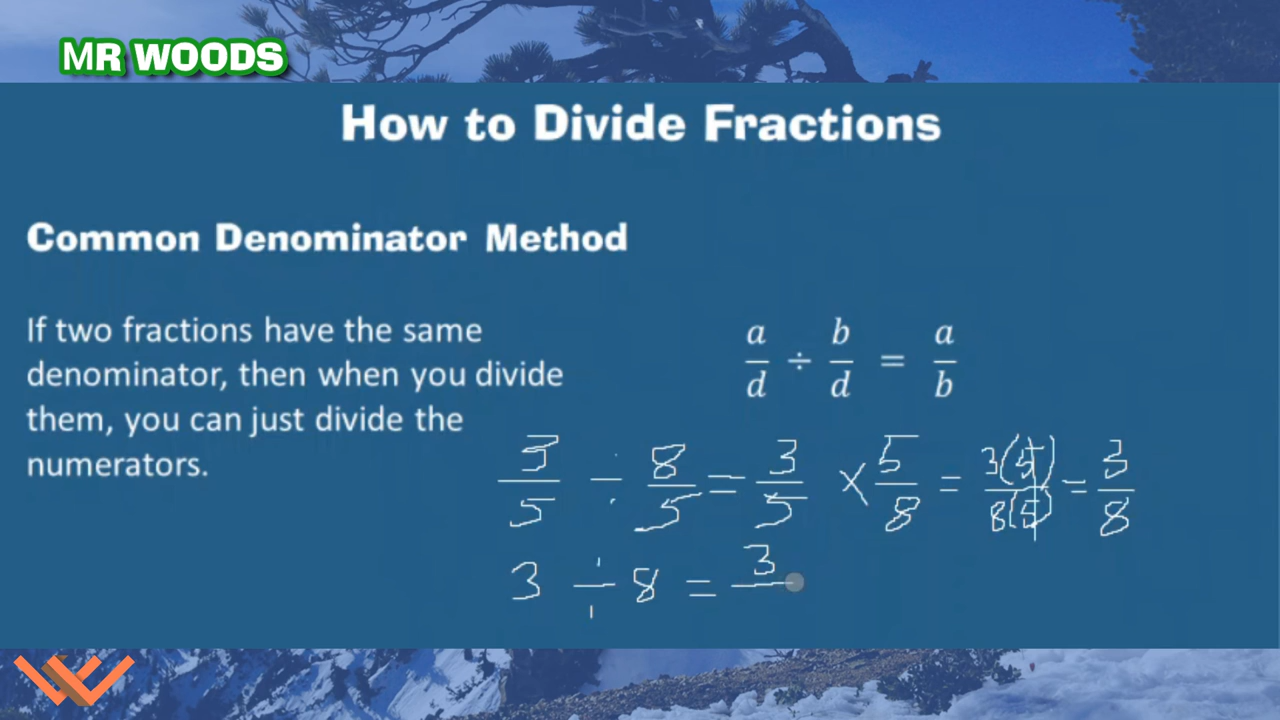 MR WOODS
How to Divide Fractions
Common Denominator Method
If two fractions have the same
denominator, then when you divide
them, you can just divide the
numerators.
a/d ÷ b/d = a/b
3/5 ÷ 8/5 = 3/5 × 5/8 = 3(5)/8(5) = 3/8
3 ÷ 8 = 3/